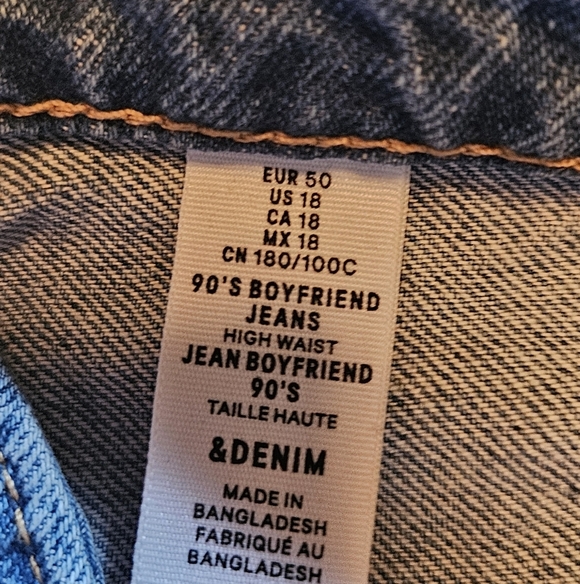 EUR 50
US 18
CA 18
MX 18
CN 180/100C
90'S BOYFRIEND
JEANS
HIGH WAIST
JEAN BOYFRIEND
90'S
TAILLE HAUTE
&DENIM
MADE IN
BANGLADESH
FABRIQUÉ AU
BANGLADESH